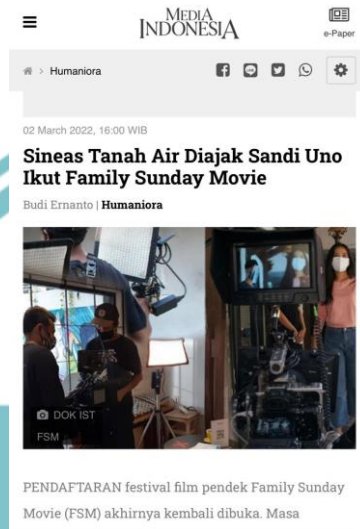 MEDIA
INDONESIA
e-Paper
> Humaniora
02 March 2022, 16:00 WIB
Sineas Tanah Air Diajak Sandi Uno
Ikut Family Sunday Movie
Budi Ernanto | Humaniora
DOK IST
FSM
PENDAFTARAN festival film pendek Family Sunday
Movie (FSM) akhirnya kembali dibuka. Masa